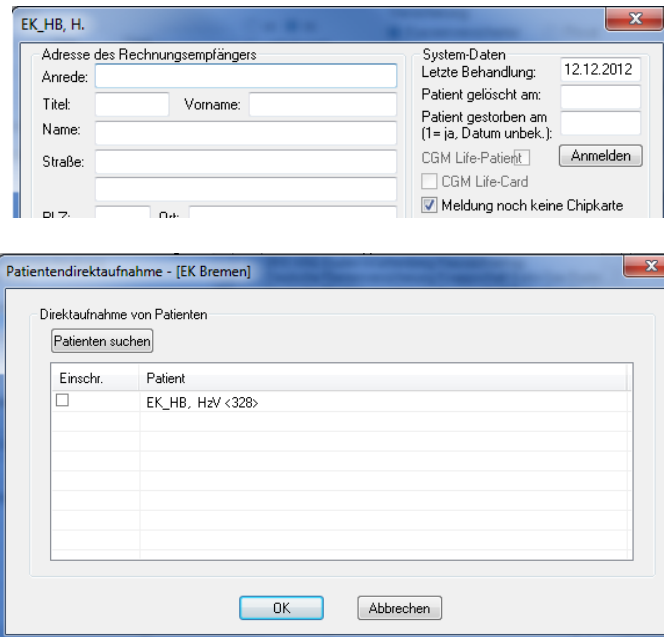 EK_HB, H.
Adresse des Rechnungsempfängers
Anrede:
Titel: Vorname:
Name:
Straße:
PLZ: Ort:
System-Daten
Letzte Behandlung: 12.12.2012
Patient gelöscht am:
Patient gestorben am
(1= ja, Datum unbek.):
CGM Life-Patient Anmelden
CGM Life-Card
Meldung noch keine Chipkarte
Patientendirektaufnahme - [EK Bremen]
Direktaufnahme von Patienten
Patienten suchen
Einschr. Patient
EK_HB, HzV <328>
OK Abbrechen